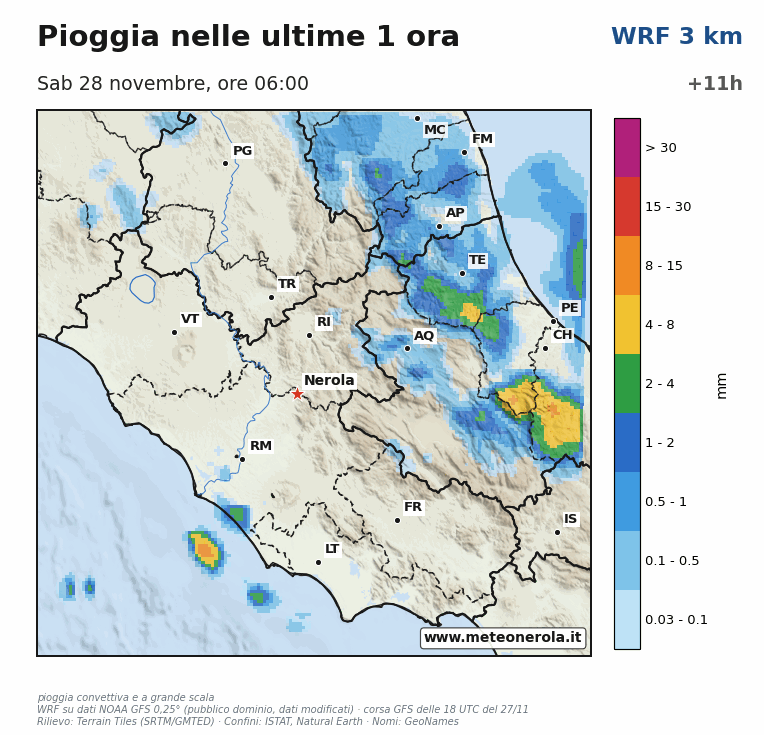 Pioggia nelle ultime 1 ora
WRF 3 km
Sab 28 novembre, ore 06:00
+11h
MC
FM
PG
AP
TE
TR
PE
VT
RI
AQ
CH
Nerola
RM
FR
IS
LT
www.meteonerola.it
> 30
15 - 30
8 - 15
4 - 8
2 - 4
1 - 2
0.5 - 1
0.1 - 0.5
0.03 - 0.1
mm
pioggia convettiva e a grande scala
WRF su dati NOAA GFS 0,25° (pubblico dominio, dati modificati) · corsa GFS delle 18 UTC del 27/11
Rilievo: Terrain Tiles (SRTM/GMTED) · Confini: ISTAT, Natural Earth · Nomi: GeoNames